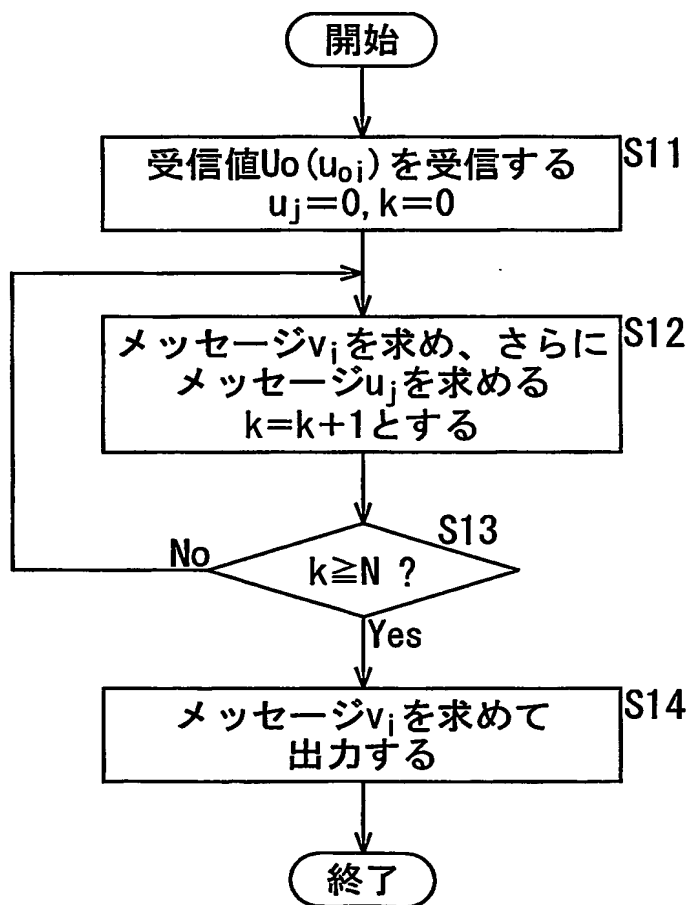 開始
S11
受信値Uo(u₀ᵢ)を受信する
uⱼ=0, k=0
S12
メッセージvᵢを求め、さらに
メッセージuⱼを求める
k=k+1とする
S13
No
k≧N ?
Yes
S14
メッセージvᵢを求めて
出力する
終了